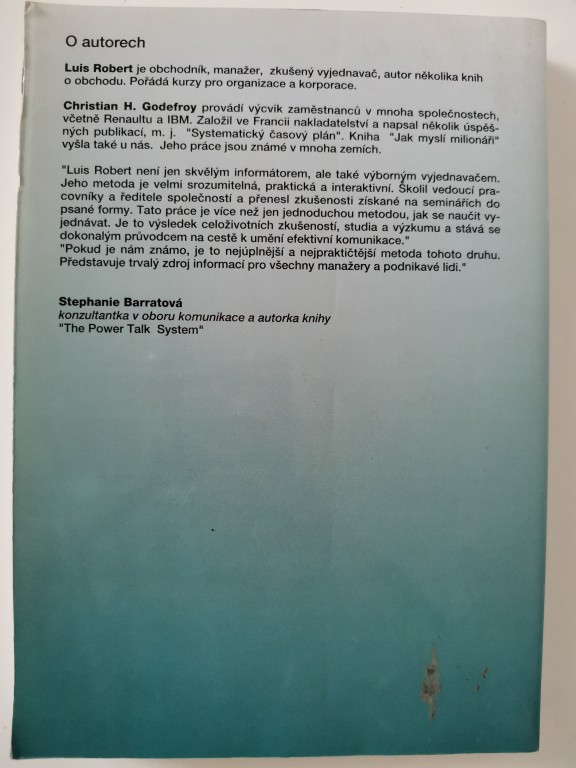 O autorech
Luis Robert je obchodník, manažer, zkušený vyjednavač, autor několika knih
o obchodu. Pořádá kurzy pro organizace a korporace.
Christian H. Godefroy provádí výcvik zaměstnanců v mnoha společnostech,
včetně Renaultu a IBM. Založil ve Francii nakladatelství a napsal několik úspěš-
ných publikací, m. j. "Systematický časový plán". Kniha "Jak myslí milionáři"
vyšla také u nás. Jeho práce jsou známé v mnoha zemích.
"Luis Robert není jen skvělým informátorem, ale také výborným vyjednavačem.
Jeho metoda je velmi srozumitelná, praktická a interaktivní. Školil vedoucí pra-
covníky a ředitele společností a přenesl zkušenosti získané na seminářích do
psané formy. Tato práce je více než jen jednoduchou metodou, jak se naučit vy-
jednávat. Je to výsledek celoživotních zkušeností, studia a výzkumu a stává se
dokonalým průvodcem na cestě k umění efektivní komunikace."
"Pokud je nám známo, je to nejúplnější a nejpraktičtější metoda tohoto druhu.
Představuje trvalý zdroj informací pro všechny manažery a podnikavé lidi."
Stephanie Barratová
konzultantka v oboru komunikace a autorka knihy
"The Power Talk System"